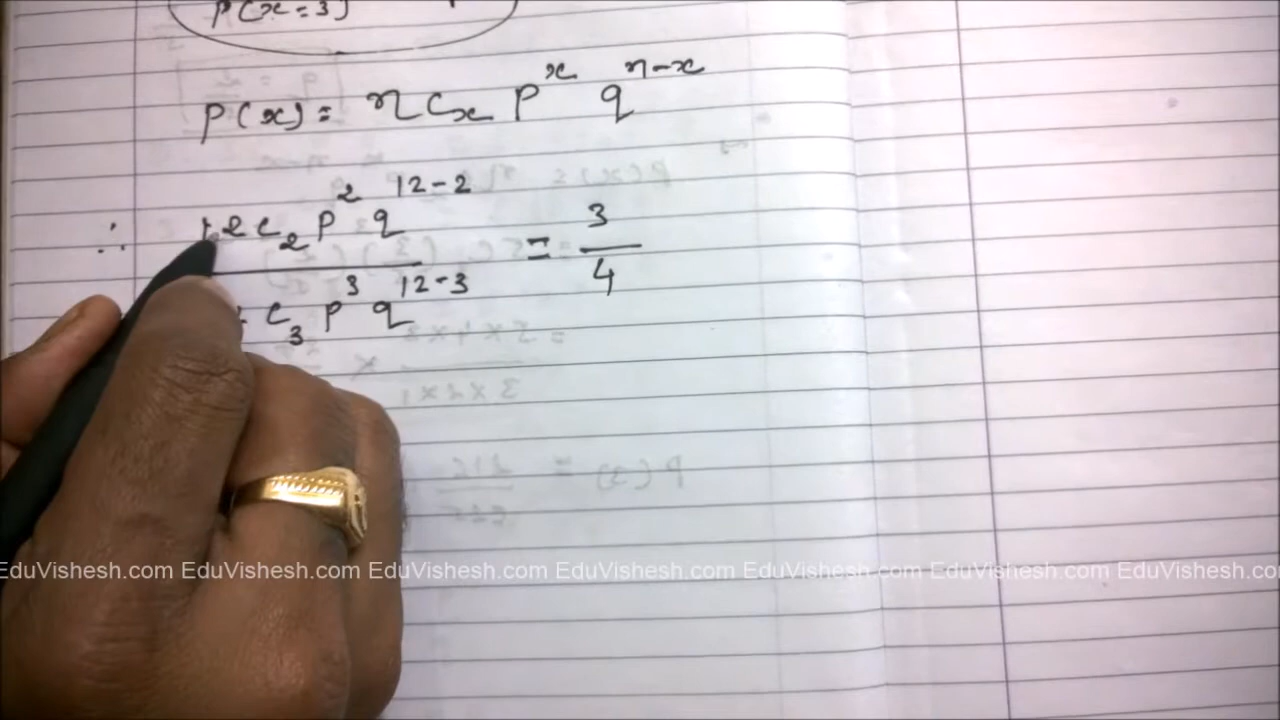 P(x=3)
P(x) = nCx p^x q^n-x
∴ 12C2 p^2 q^12-2 = 3/4
C3 p^3 q^12-3
EduVishesh.com EduVishesh.com EduVishesh.com EduVishesh.com EduVishesh.com EduVishesh.com EduVishesh.com